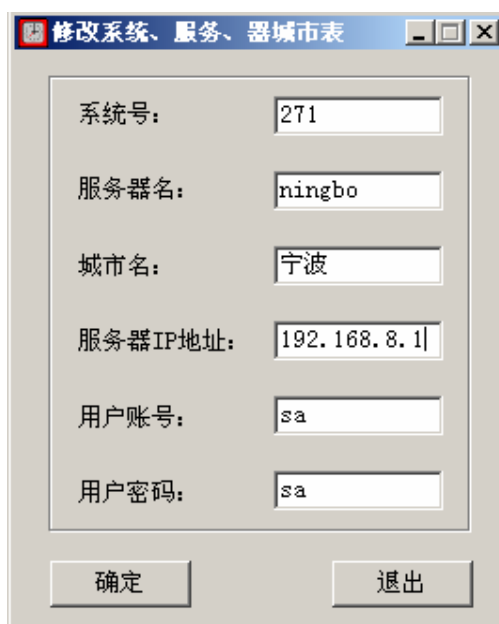 修改系统、服务、器城市表
系统号： 271
服务器名： ningbo
城市名： 宁波
服务器IP地址： 192.168.8.1
用户账号： sa
用户密码： sa
确定 退出